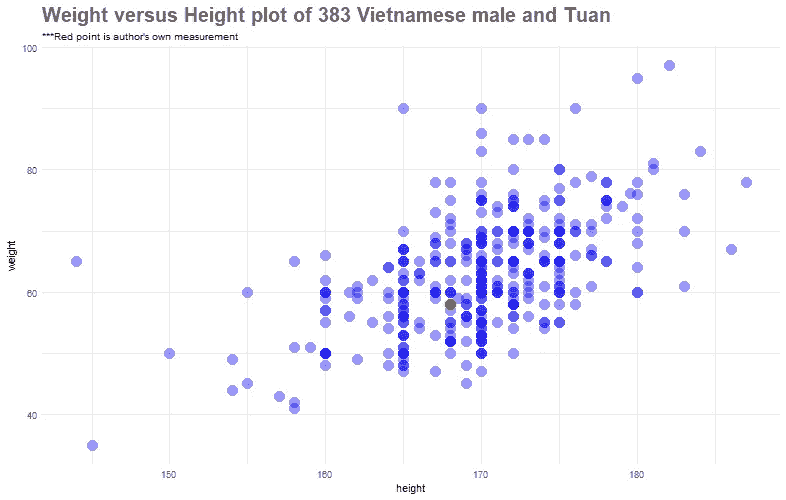 Weight versus Height plot of 383 Vietnamese male and Tuan
***Red point is author's own measurement
100
80
60
40
weight
150
160
170
180
height